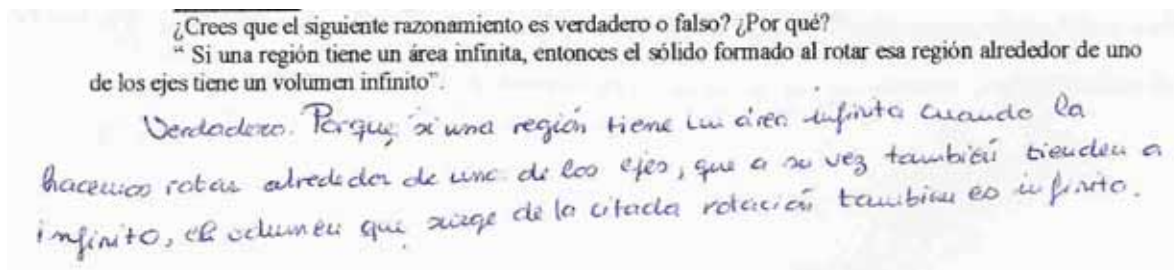 ¿Crees que el siguiente razonamiento es verdadero o falso? ¿Por qué?
“ Si una región tiene un área infinita, entonces el sólido formado al rotar esa región alrededor de uno
de los ejes tiene un volumen infinito”.
Verdadero. Porque, si una región tiene un área infinita cuando la
hacemos rotar alrededor de uno de los ejes, que a su vez también tienden a
infinito, el volumen que surge de la citada rotación tambien es infinito.